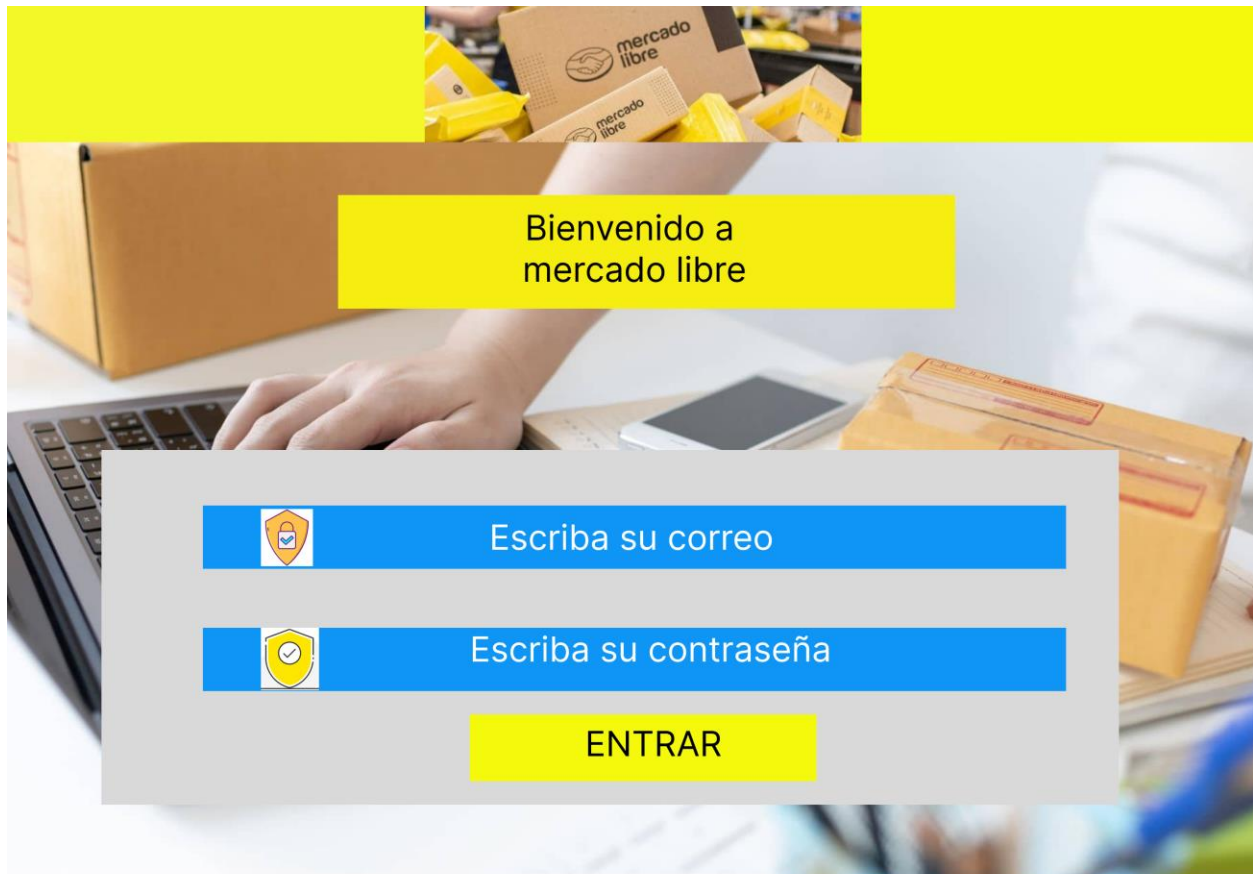 mercado
libre
mercado
libre
Bienvenido a
mercado libre
Escriba su correo
Escriba su contraseña
ENTRAR